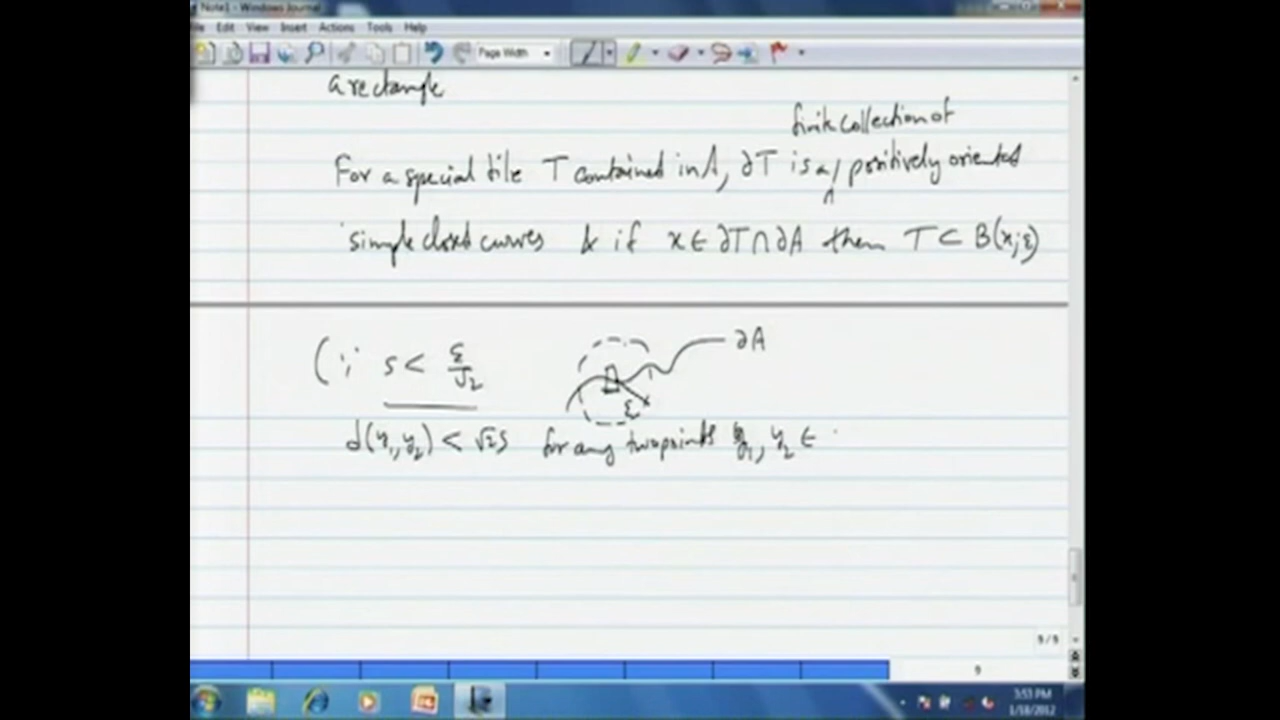 Note1 - Windows Journal
File Edit View Insert Actions Tools Help
Page Width
a rectangle
finite collection of
For a special tile T contained in A, ∂T is a positively oriented
simple closed curves & if x ∈ ∂T ∩ ∂A then T ⊂ B(x;ε)
(∵ s < ε/√2
∂A
ε
d(y₁,y₂) < √2s for any two points y₁, y₂ ∈
9/9
9
3:53 PM
1/18/2012